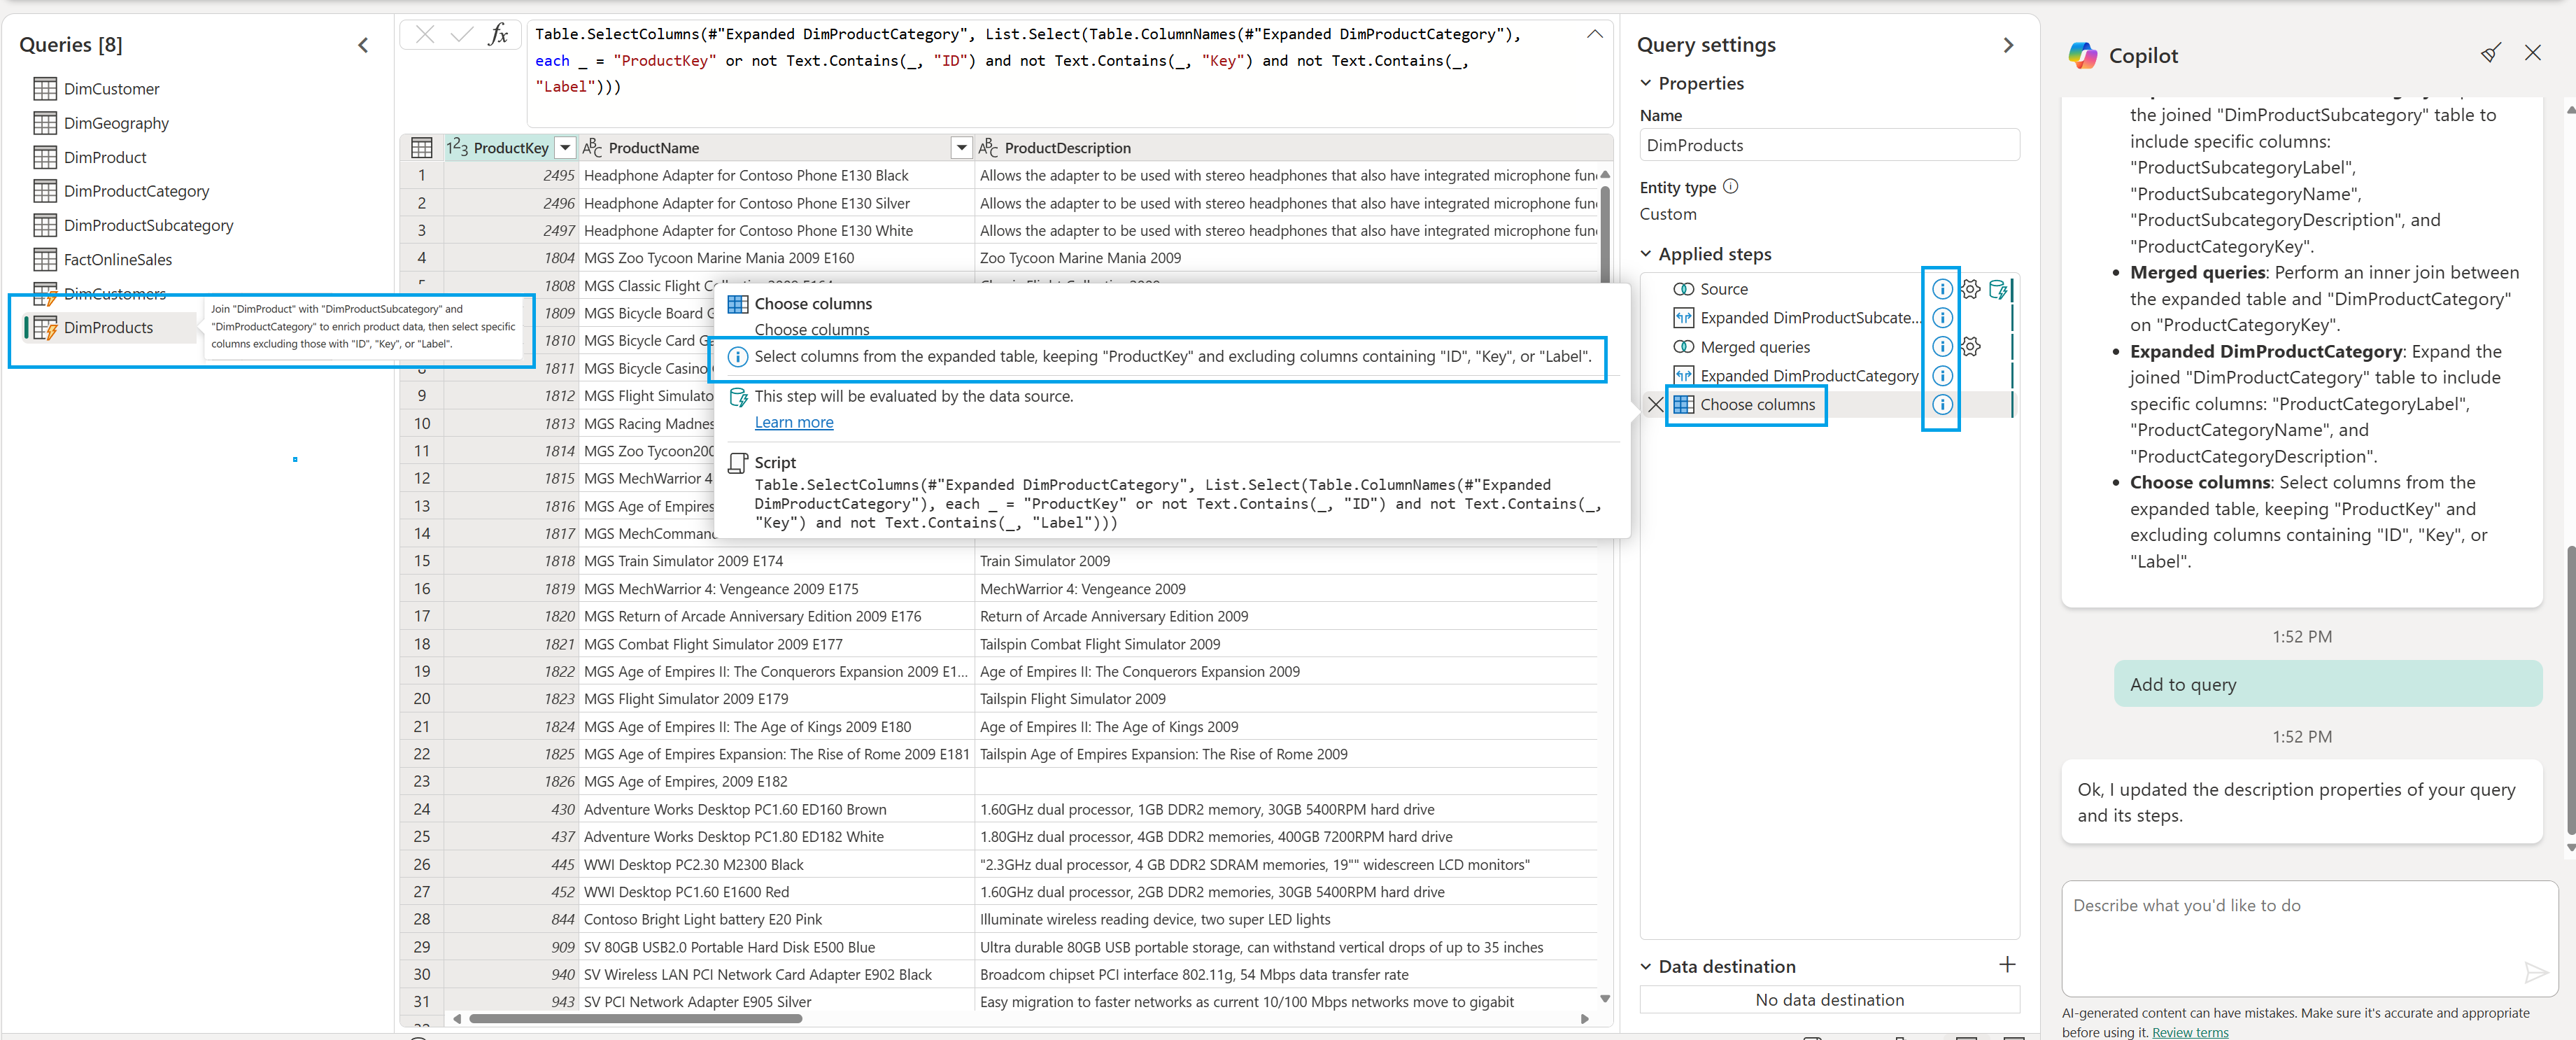 Queries [8]
DimCustomer
DimGeography
DimProduct
DimProductCategory
DimProductSubcategory
FactOnlineSales
DimCustomers
DimProducts
Join "DimProduct" with "DimProductSubcategory" and
"DimProductCategory" to enrich product data, then select specific
columns excluding those with "ID", "Key", or "Label".
fx
Table.SelectColumns(#"Expanded DimProductCategory", List.Select(Table.ColumnNames(#"Expanded DimProductCategory"),
each _ = "ProductKey" or not Text.Contains(_, "ID") and not Text.Contains(_, "Key") and not Text.Contains(_,
"Label")))
123 ProductKey ABC ProductName ABC ProductDescription
1 2495 Headphone Adapter for Contoso Phone E130 Black Allows the adapter to be used with stereo headphones that also have integrated microphone
2 2496 Headphone Adapter for Contoso Phone E130 Silver Allows the adapter to be used with stereo headphones that also have integrated microphone
3 2497 Headphone Adapter for Contoso Phone E130 White Allows the adapter to be used with stereo headphones that also have integrated microphone
4 1804 MGS Zoo Tycoon Marine Mania 2009 E160 Zoo Tycoon Marine Mania 2009
1808 MGS Classic Flight
1809 MGS Bicycle Board
1810 MGS Bicycle Card
8 1811 MGS Bicycle Casino
9 1812 MGS Flight
10 1813 MGS Racing
11 1814 MGS Zoo
12 1815 MGS MechWarrior 4
13 1816 MGS Age of Empires
14 1817 MGS
15 1818 MGS Train Simulator 2009 E174 Train Simulator 2009
16 1819 MGS MechWarrior 4: Vengeance 2009 E175 MechWarrior 4: Vengeance 2009
17 1820 MGS Return of Arcade Anniversary Edition 2009 E176 Return of Arcade Anniversary Edition 2009
18 1821 MGS Combat Flight Simulator 2009 E177 Tailspin Combat Flight Simulator 2009
19 1822 MGS Age of Empires II: The Conquerors Expansion 2009 E1... Age of Empires II: The Conquerors Expansion 2009
20 1823 MGS Flight Simulator 2009 E179 Tailspin Flight Simulator 2009
21 1824 MGS Age of Empires II: The Age of Kings 2009 E180 Age of Empires II: The Age of Kings 2009
22 1825 MGS Age of Empires Expansion: The Rise of Rome 2009 E181 Tailspin Age of Empires Expansion: The Rise of Rome 2009
23 1826 MGS Age of Empires, 2009 E182
24 430 Adventure Works Desktop PC1.60 ED160 Brown 1.60GHz dual processor, 1GB DDR2 memory, 30GB 5400RPM hard drive
25 437 Adventure Works Desktop PC1.80 ED182 White 1.80GHz dual processor, 4GB DDR2 memories, 400GB 7200RPM hard drive
26 445 WWI Desktop PC2.30 M2300 Black "2.3GHz dual processor, 4 GB DDR2 SDRAM memories, 19"" widescreen LCD monitors"
27 452 WWI Desktop PC1.60 E1600 Red 1.60GHz dual processor, 2GB DDR2 memories, 30GB 5400RPM hard drive
28 844 Contoso Bright Light battery E20 Pink Illuminate wireless reading device, two super LED lights
29 909 SV 80GB USB2.0 Portable Hard Disk E500 Blue Ultra durable 80GB USB portable storage, can withstand vertical drops of up to 35 inches
30 940 SV Wireless LAN PCI Network Card Adapter E902 Black Broadcom chipset PCI interface 802.11g, 54 Mbps data transfer rate
31 943 SV PCI Network Adapter E905 Silver Easy migration to faster networks as current 10/100 Mbps networks move to gigabit
Choose columns
Choose columns
Select columns from the expanded table, keeping "ProductKey" and excluding columns containing "ID", "Key", or "Label".
This step will be evaluated by the data source.
Learn more
Script
Table.SelectColumns(#"Expanded DimProductCategory", List.Select(Table.ColumnNames(#"Expanded
DimProductCategory"), each _ = "ProductKey" or not Text.Contains(_, "ID") and not Text.Contains(_,
"Key") and not Text.Contains(_, "Label")))
Query settings
Properties
Name
DimProducts
Entity type
Custom
Applied steps
Source
Expanded DimProductSubcate...
Merged queries
Expanded DimProductCategory
Choose columns
Data destination
No data destination
Copilot
the joined "DimProductSubcategory" table to
include specific columns:
"ProductSubcategoryLabel",
"ProductSubcategoryName",
"ProductSubcategoryDescription", and
"ProductCategoryKey".
• Merged queries: Perform an inner join between
the expanded table and "DimProductCategory"
on "ProductCategoryKey".
• Expanded DimProductCategory: Expand the
joined "DimProductCategory" table to include
specific columns: "ProductCategoryLabel",
"ProductCategoryName", and
"ProductCategoryDescription".
• Choose columns: Select columns from the
expanded table, keeping "ProductKey" and
excluding columns containing "ID", "Key", or
"Label".
1:52 PM
Add to query
1:52 PM
Ok, I updated the description properties of your query
and its steps.
Describe what you'd like to do
AI-generated content can have mistakes. Make sure it's accurate and appropriate
before using it. Review terms